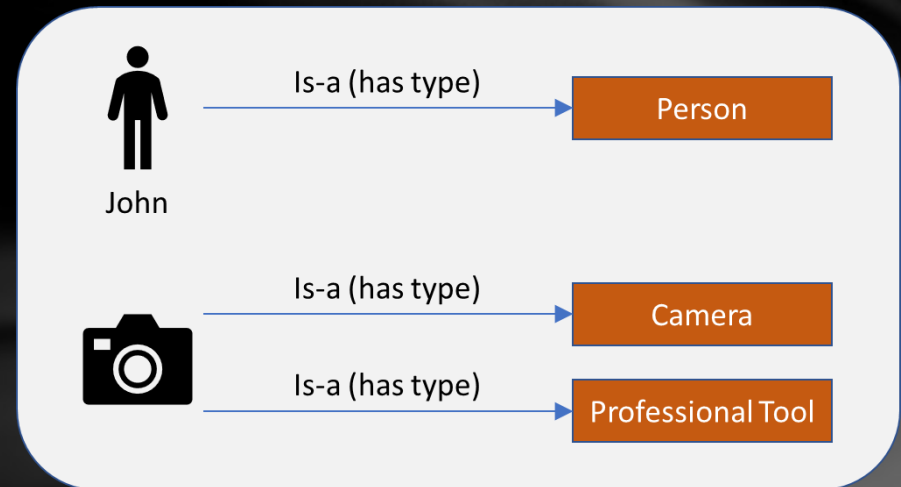 Is-a (has type)
Person
John
Is-a (has type)
Camera
Is-a (has type)
Professional Tool